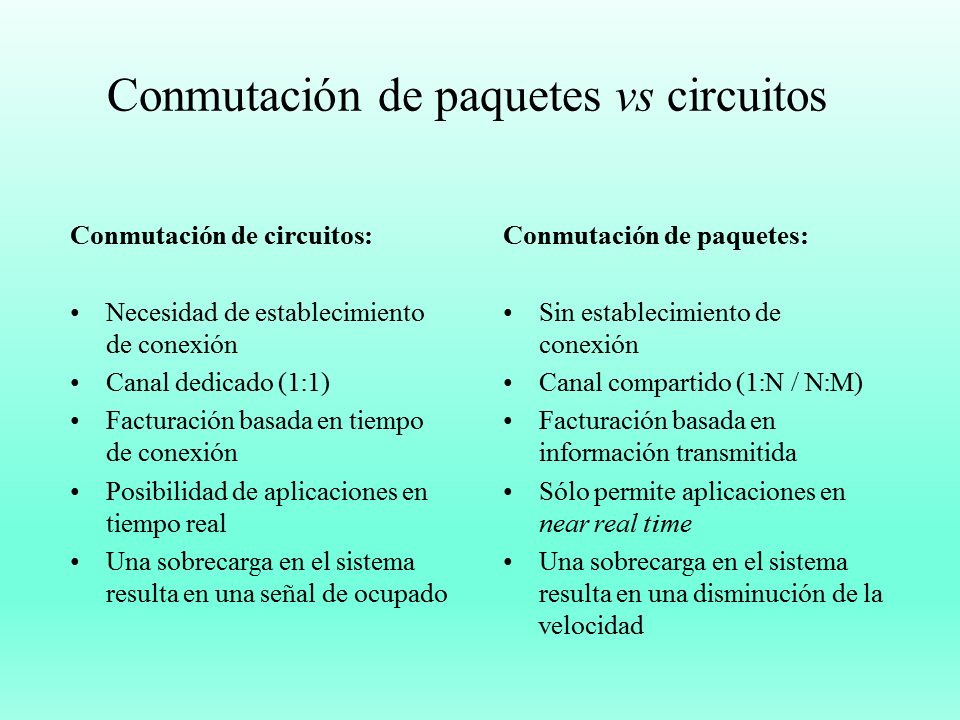 Conmutación de paquetes vs circuitos
Conmutación de circuitos:
• Necesidad de establecimiento
de conexión
• Canal dedicado (1:1)
• Facturación basada en tiempo
de conexión
• Posibilidad de aplicaciones en
tiempo real
• Una sobrecarga en el sistema
resulta en una señal de ocupado
Conmutación de paquetes:
• Sin establecimiento de
conexión
• Canal compartido (1:N / N:M)
• Facturación basada en
información transmitida
• Sólo permite aplicaciones en
near real time
• Una sobrecarga en el sistema
resulta en una disminución de la
velocidad